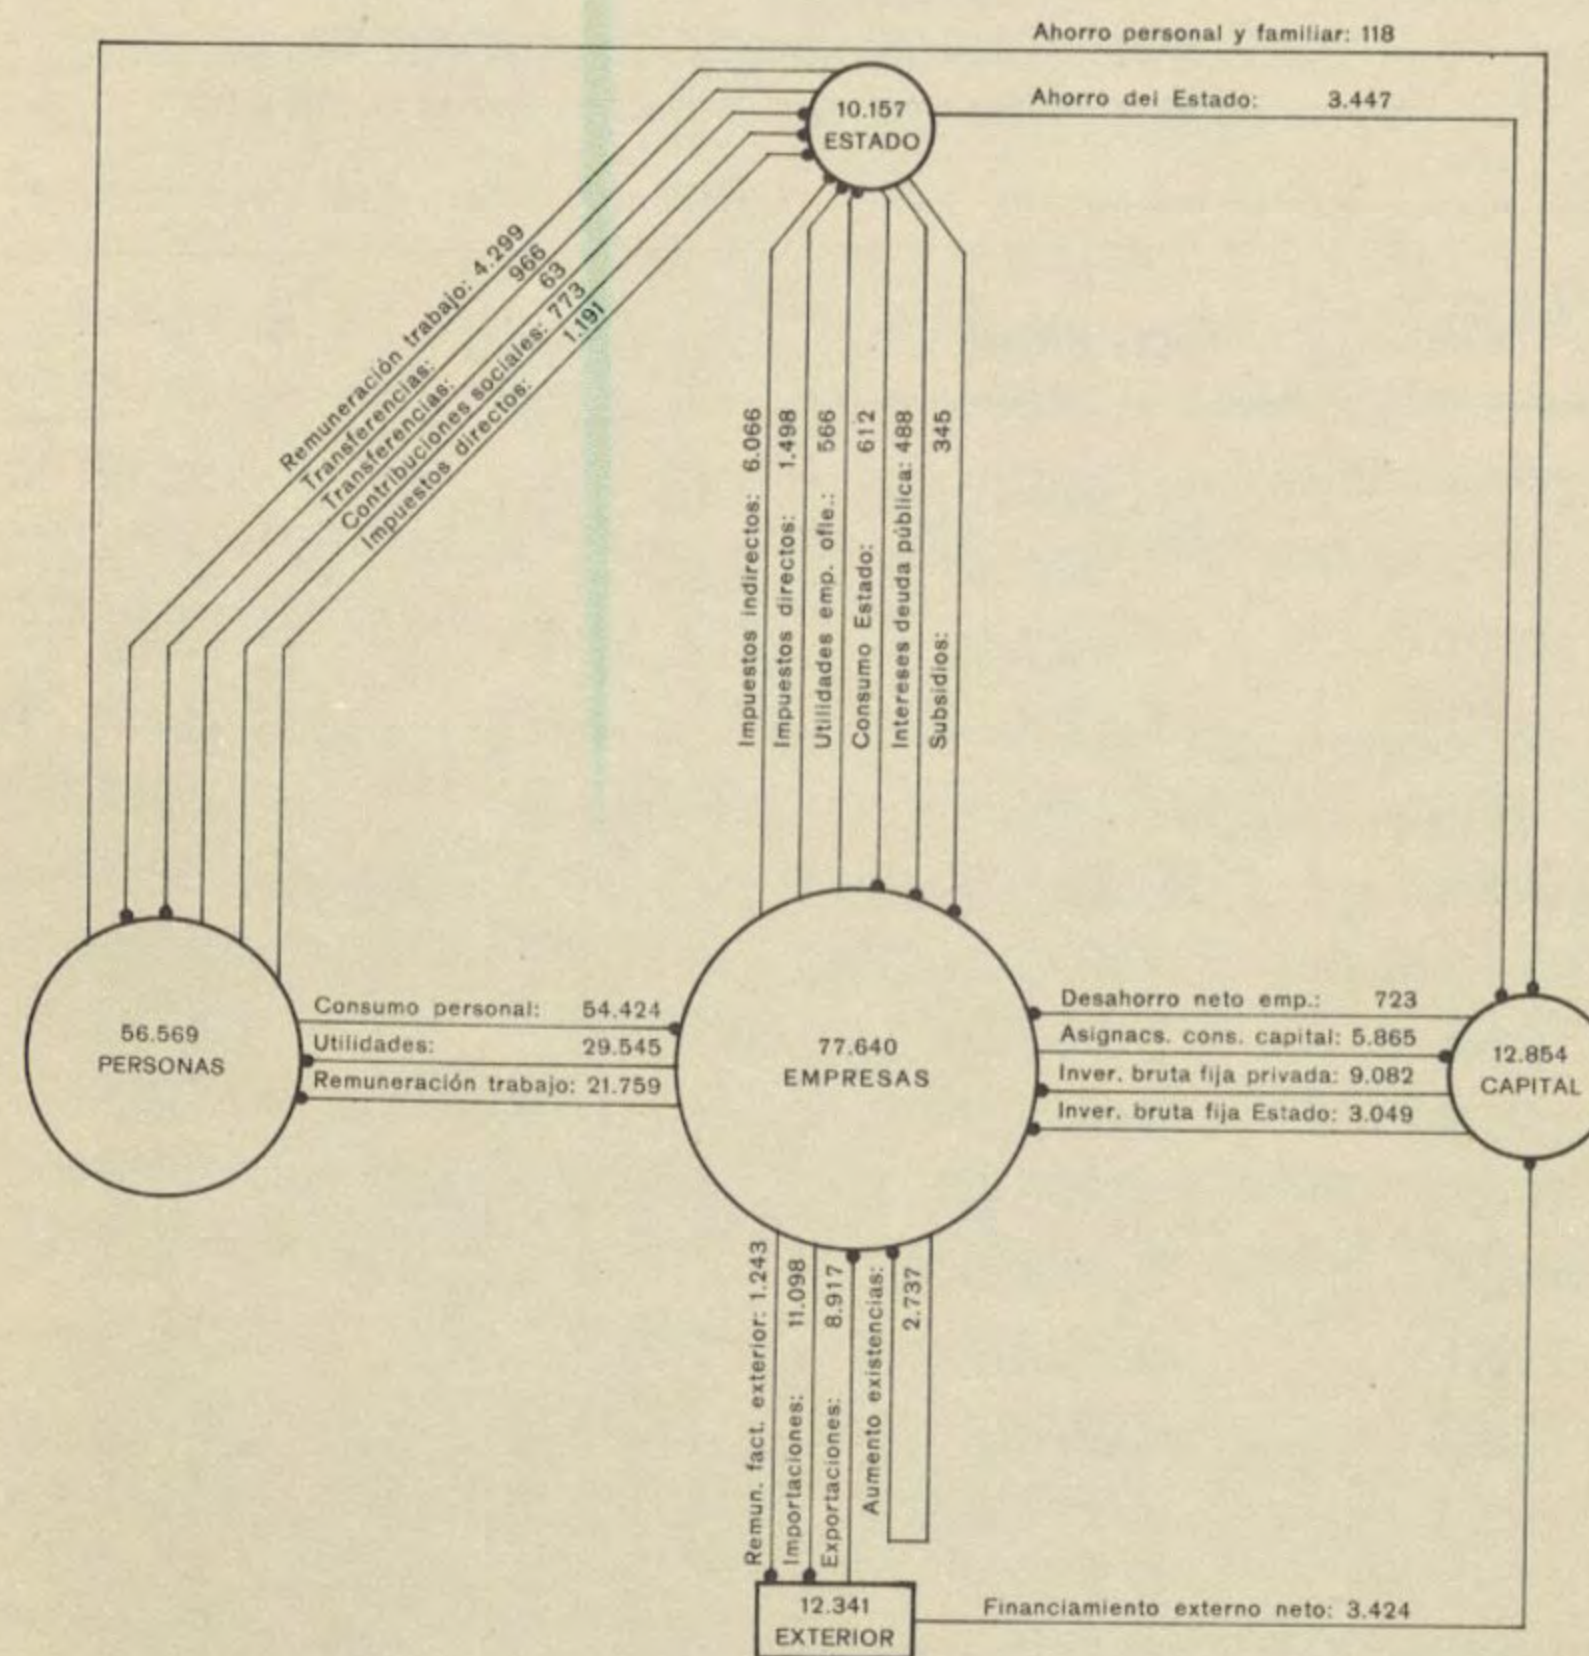 Ahorro personal y familiar: 118
10.157
ESTADO
Ahorro del Estado: 3.447
Remuneración trabajo: 4.299
Transferencias: 966
Transferencias: 63
Contribuciones sociales: 773
Impuestos directos: 1.191
Impuestos indirectos: 6.066
Impuestos directos: 1.498
Utilidades emp. ofie.: 566
Consumo Estado: 612
Intereses deuda pública: 488
Subsidios: 345
56.569
PERSONAS
Consumo personal: 54.424
Utilidades: 29.545
Remuneración trabajo: 21.759
77.640
EMPRESAS
Desahorro neto emp.: 723
Asignacs. cons. capital: 5.865
Inver. bruta fija privada: 9.082
Inver. bruta fija Estado: 3.049
12.854
CAPITAL
Remun. fact. exterior: 1.243
Importaciones: 11.098
Exportaciones: 8.917
Aumento existencias:
2.737
12.341
EXTERIOR
Financiamiento externo neto: 3.424